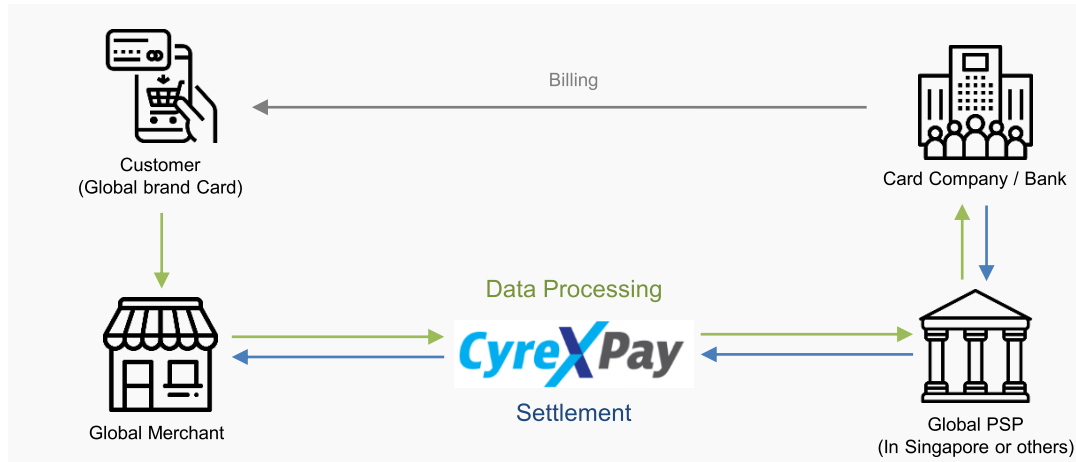 Billing
Customer
(Global brand Card)
Card Company / Bank
Data Processing
CyreXPay
Settlement
Global Merchant
Global PSP
(In Singapore or others)